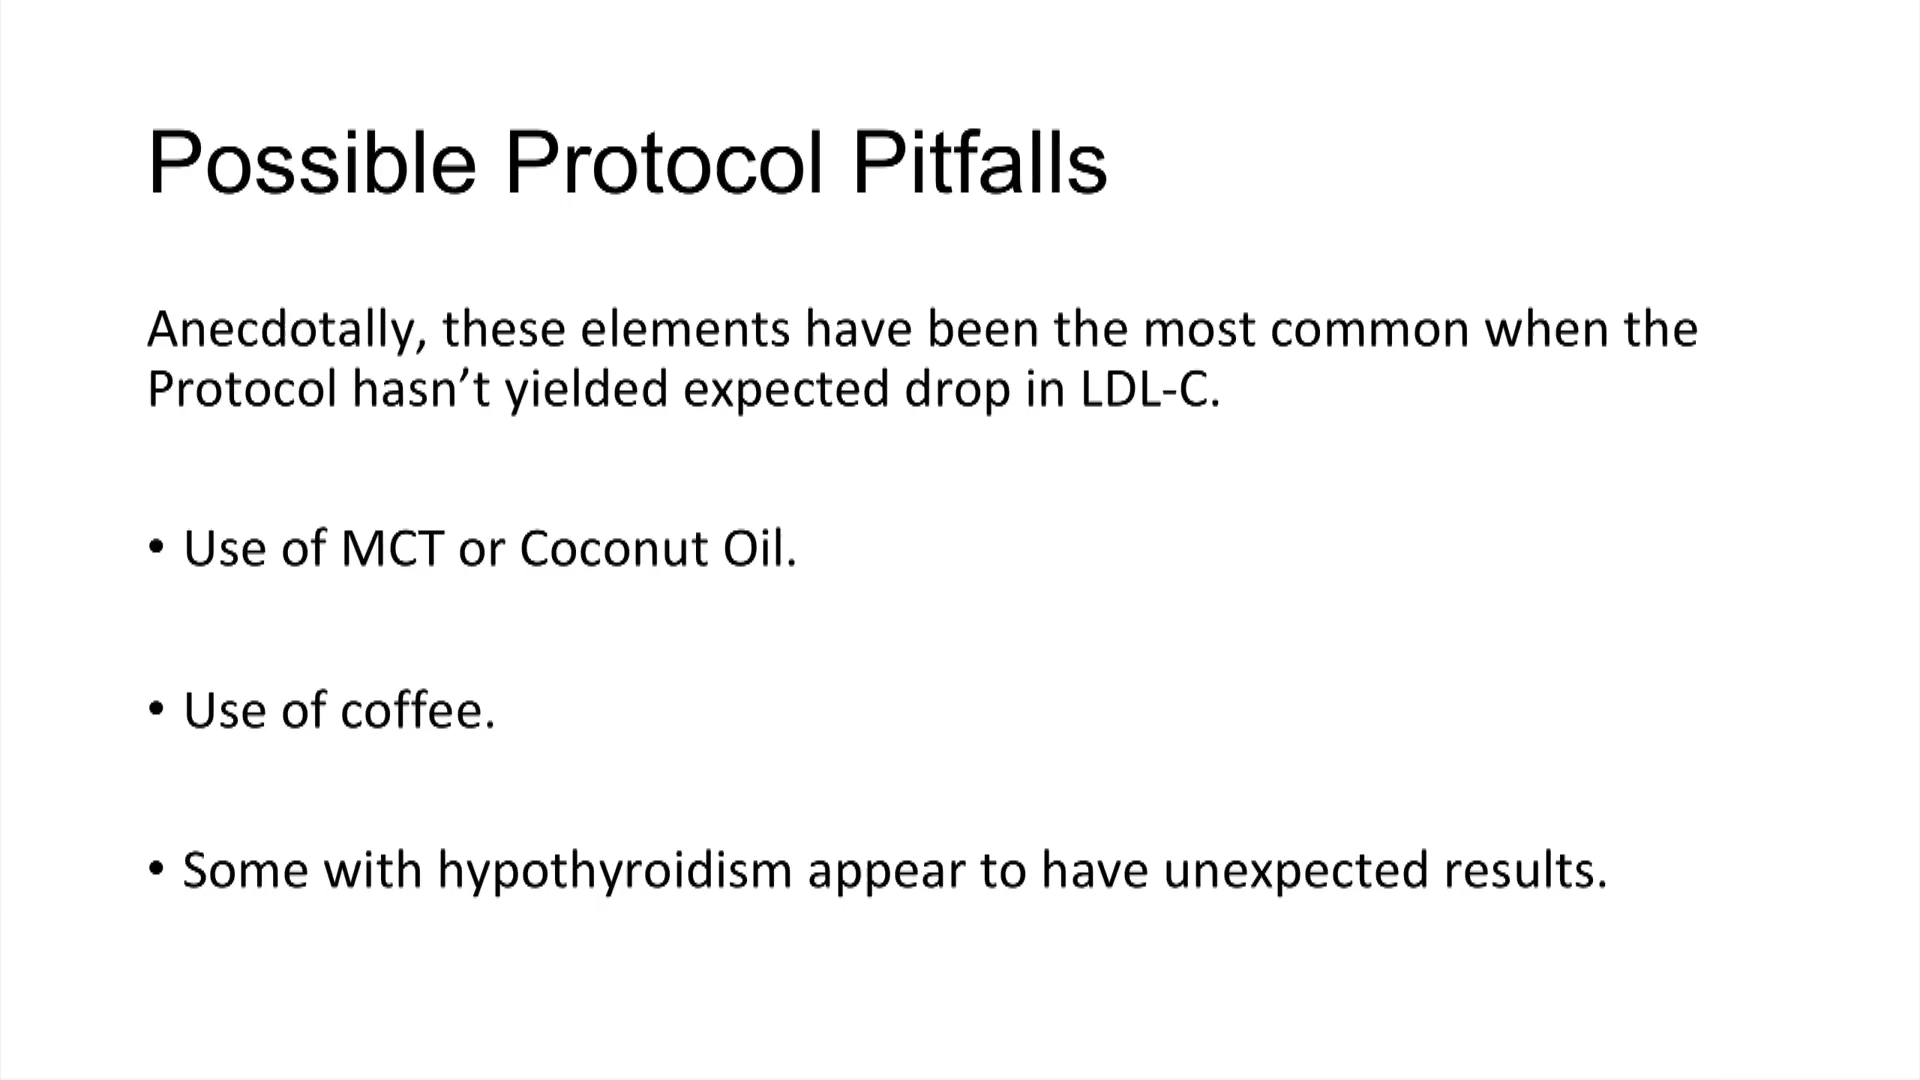 Possible Protocol Pitfalls
Anecdotally, these elements have been the most common when the
Protocol hasn’t yielded expected drop in LDL-C.
• Use of MCT or Coconut Oil.
• Use of coffee.
• Some with hypothyroidism appear to have unexpected results.